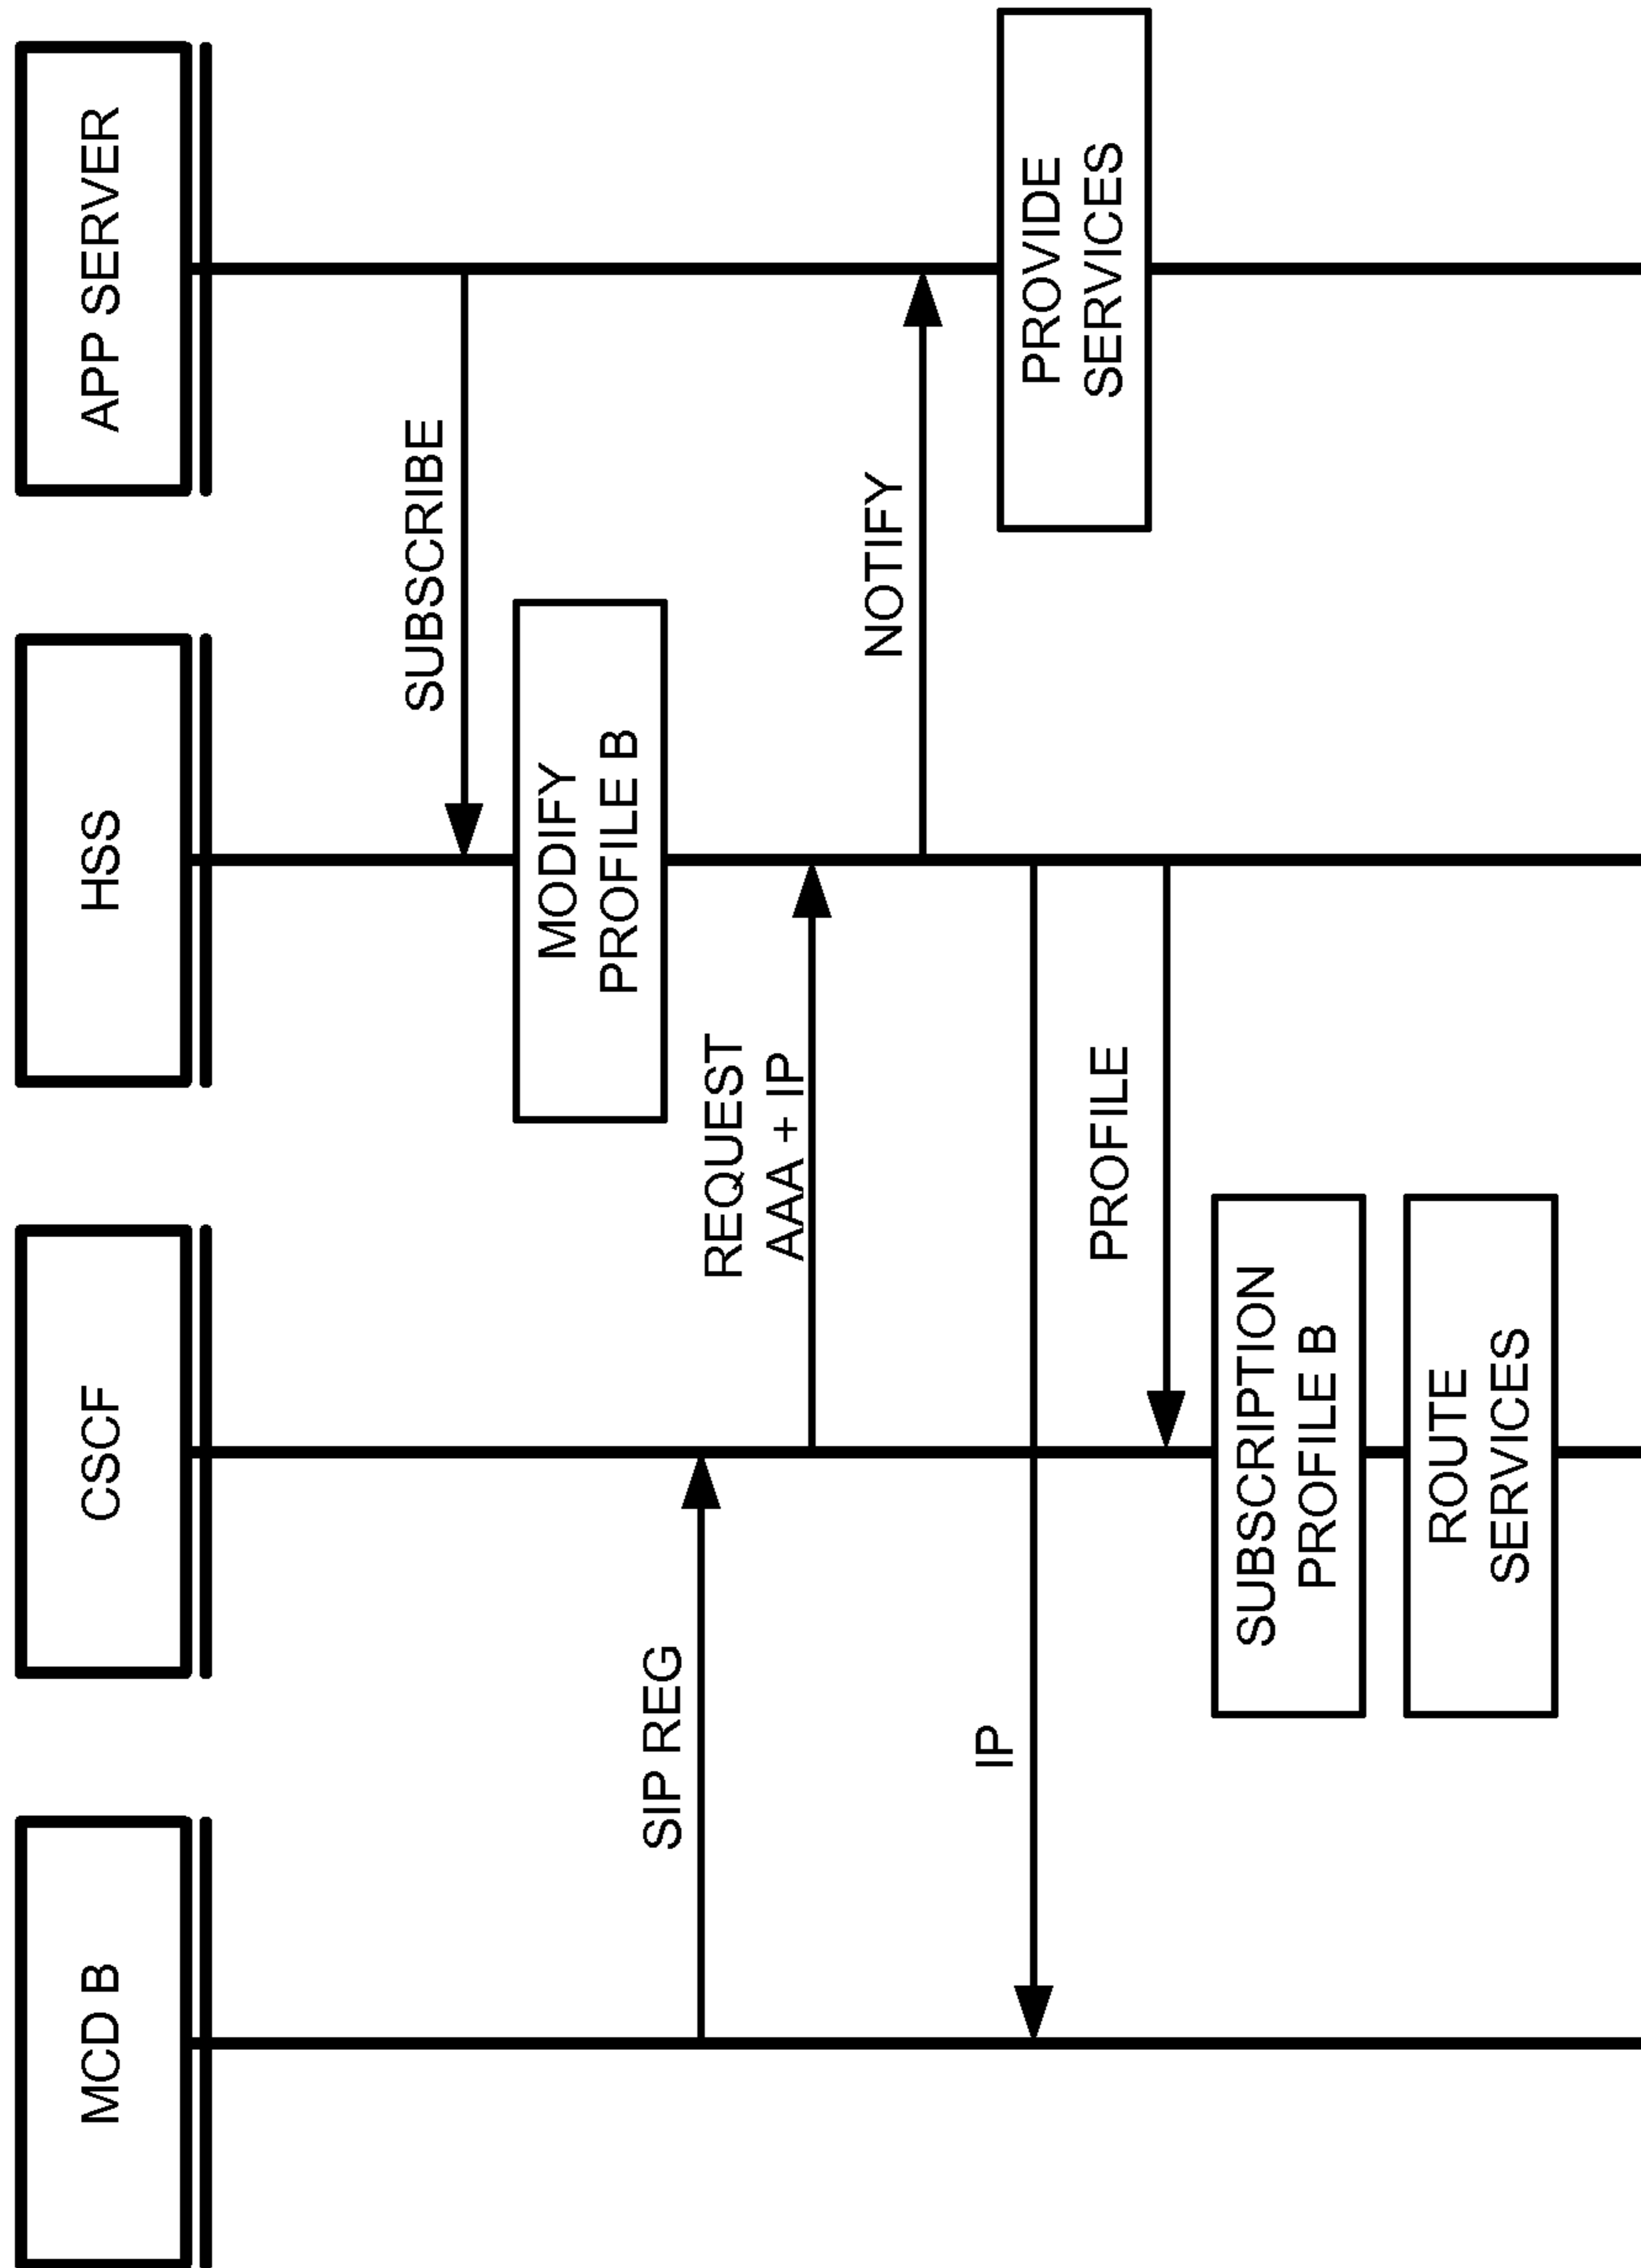 MCD B
CSCF
HSS
APP SERVER
SUBSCRIBE
MODIFY
PROFILE B
SIP REG
REQUEST
AAA + IP
NOTIFY
IP
PROVIDE
SERVICES
PROFILE
SUBSCRIPTION
PROFILE B
ROUTE
SERVICES